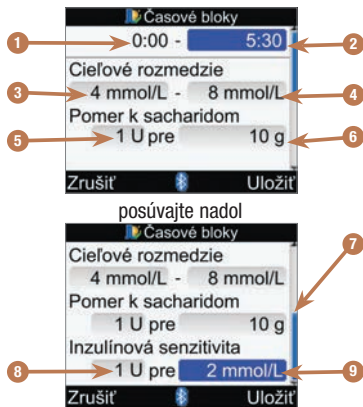 Časové bloky
1 0:00 - 5:30 2
Cieľové rozmedzie
3 4 mmol/L - 8 mmol/L 4
Pomer k sacharidom
5 1 U pre 10 g 6
Zrušiť Uložiť
posúvajte nadol
Časové bloky
Cieľové rozmedzie
7
4 mmol/L - 8 mmol/L
Pomer k sacharidom
1 U pre 10 g
Inzulínová senzitivita
8 1 U pre 2 mmol/L 9
Zrušiť Uložiť